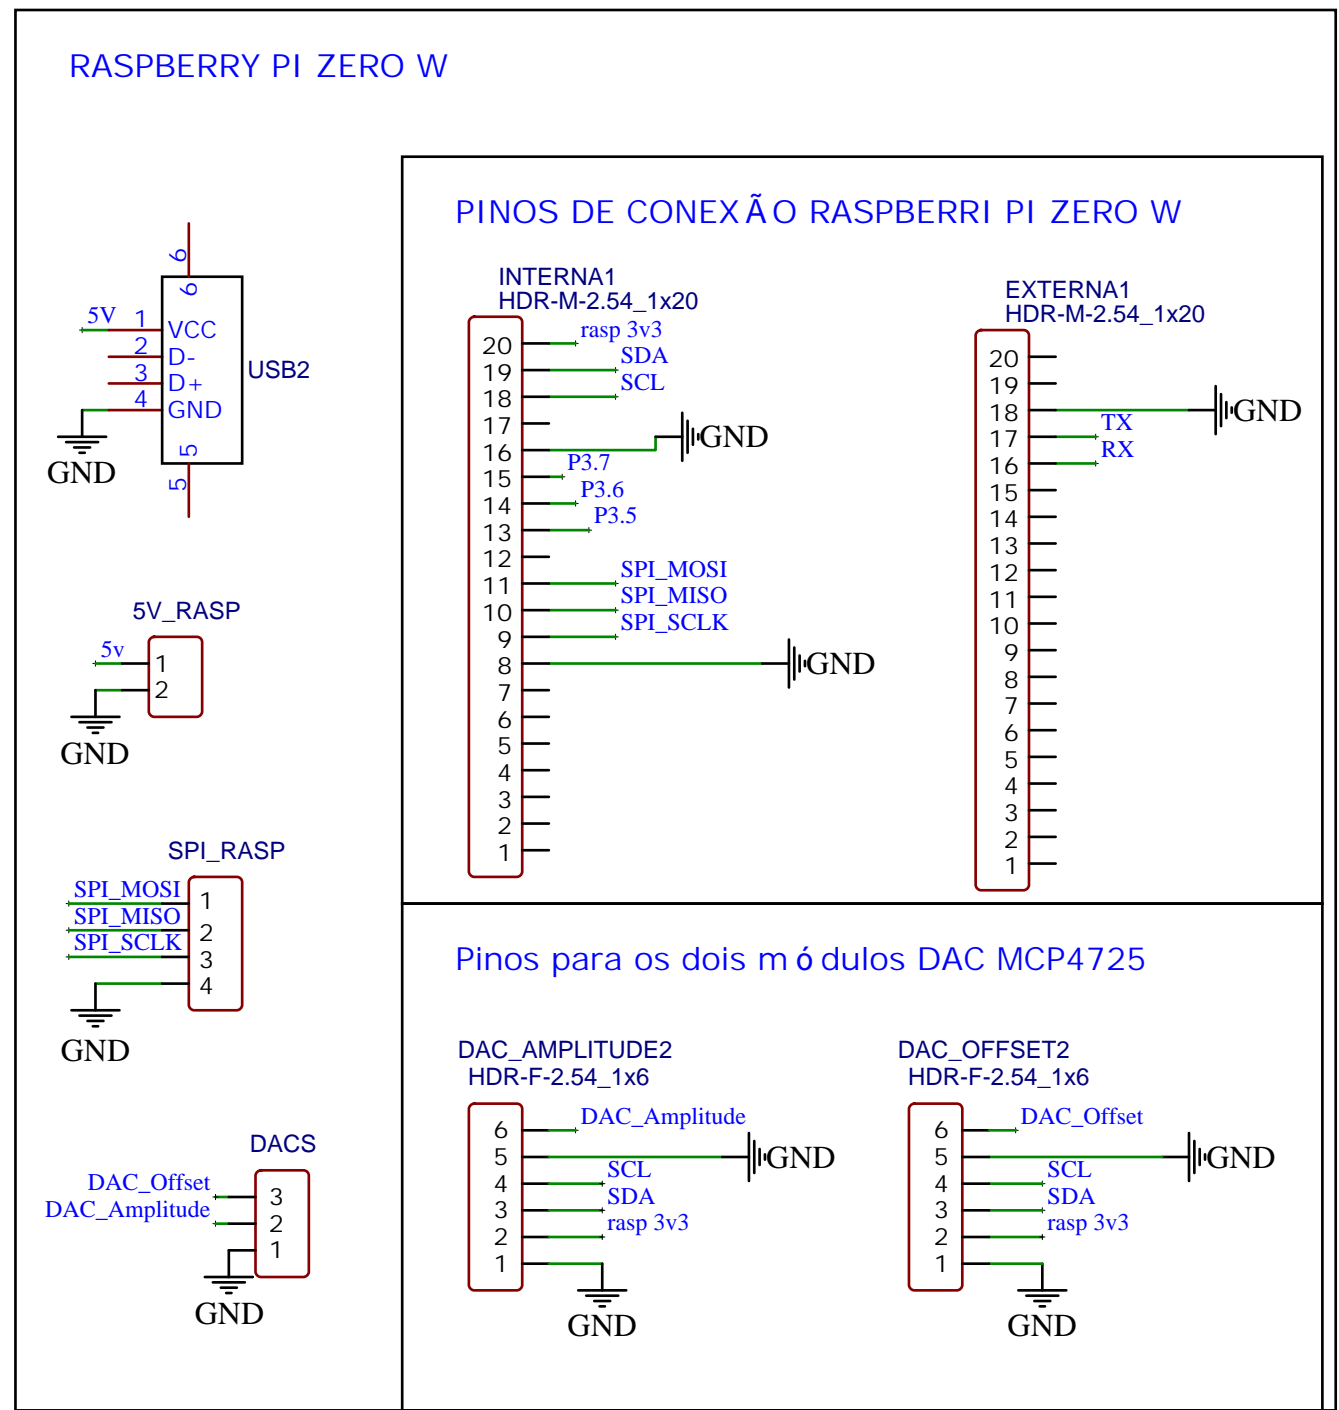 RASPBERRY PI ZERO W
6
6
5V 1 VCC
2 D-
3 D+
4 GND
USB2
5
5
GND
5V_RASP
5v 1
2
GND
SPI_RASP
SPI_MOSI 1
SPI_MISO 2
SPI_SCLK 3
4
GND
DACS
DAC_Offset 3
DAC_Amplitude 2
1
GND
PINOS DE CONEXÃO RASPBERRI PI ZERO W
INTERNA1
HDR-M-2.54_1x20
20 rasp 3v3
19 SDA
18 SCL
17
16 GND
15 P3.7
14 P3.6
13 P3.5
12
11 SPI_MOSI
10 SPI_MISO
9 SPI_SCLK
8 GND
7
6
5
4
3
2
1
EXTERNA1
HDR-M-2.54_1x20
20
19
18 GND
17 TX
16 RX
15
14
13
12
11
10
9
8
7
6
5
4
3
2
1
Pinos para os dois módulos DAC MCP4725
DAC_AMPLITUDE2
HDR-F-2.54_1x6
6 DAC_Amplitude
5 GND
4 SCL
3 SDA
2 rasp 3v3
1
GND
DAC_OFFSET2
HDR-F-2.54_1x6
6 DAC_Offset
5 GND
4 SCL
3 SDA
2 rasp 3v3
1
GND